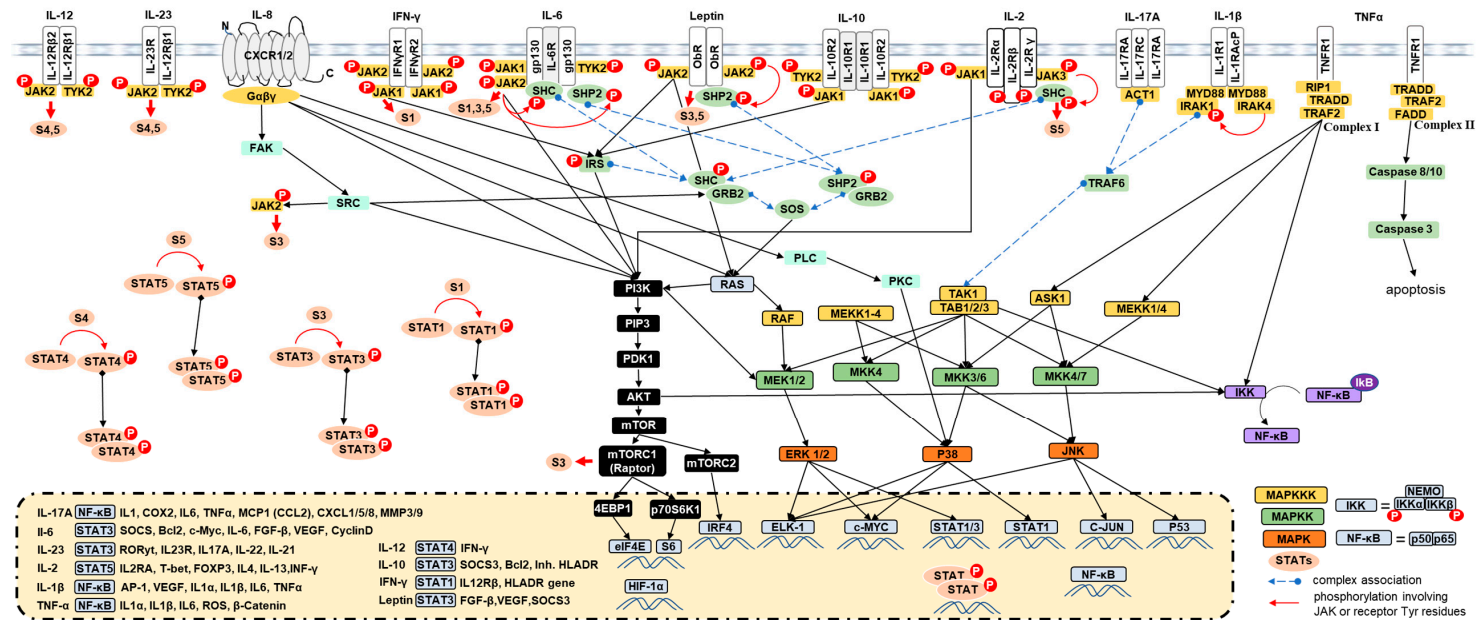 IL-12
IL-23
IL-8
IFN-γ
IL-6
Leptin
IL-10
IL-2
IL-17A
IL-1β
TNFα
N
IL-12Rβ2
IL-12Rβ1
IL-23R
IL-12Rβ1
CXCR1/2
C
IFNγR1
IFNγR2
gp130
IL-6R
gp130
ObR
ObR
IL-10R2
IL-10R1
IL-10R1
IL-10R2
IL-2Rα
IL-2Rβ
IL-2R γ
IL-17RA
IL-17RC
IL-17RA
IL-1R1
IL-1RAcP
TNFR1
TNFR1
P
JAK2
TYK2
P
P
JAK2
TYK2
P
Gαβγ
P
JAK2
JAK2
P
P
JAK1
JAK1
P
P
JAK1
TYK2
P
P
JAK2
SHC
SHP2
P
P
P
JAK2
JAK2
P
SHP2
P
P
P
TYK2
TYK2
P
P
JAK1
JAK1
P
P
JAK1
JAK3
P
P
P
SHC
P
ACT1
MYD88
MYD88
IRAK1
P
IRAK4
RIP1
TRADD
TRAF2
Complex I
TRADD
TRAF2
FADD
Complex II
S4,5
S4,5
S1
S1,3,5
S3,5
S5
FAK
P
IRS
SHC
P
GRB2
SHP2
P
GRB2
SOS
TRAF6
Caspase 8/10
Caspase 3
apoptosis
JAK2
P
SRC
S3
PLC
PKC
PI3K
RAS
TAK1
TAB1/2/3
ASK1
MEKK1/4
MEKK1-4
RAF
PIP3
PDK1
AKT
mTOR
mTORC1
(Raptor)
mTORC2
S3
4EBP1
p70S6K1
MEK1/2
MKK4
MKK3/6
MKK4/7
IKK
NF-κB
IkB
NF-κB
ERK 1/2
P38
JNK
S5
STAT5
STAT5
P
STAT5
STAT5
P
P
S4
STAT4
STAT4
P
STAT4
STAT4
P
P
S3
STAT3
STAT3
P
STAT3
STAT3
P
P
S1
STAT1
STAT1
P
STAT1
STAT1
P
P
IL-17A NF-κB IL1, COX2, IL6, TNFα, MCP1 (CCL2), CXCL1/5/8, MMP3/9
Il-6 STAT3 SOCS, Bcl2, c-Myc, IL-6, FGF-β, VEGF, CyclinD
IL-23 STAT3 RORyt, IL23R, IL17A, IL-22, IL-21
IL-2 STAT5 IL2RA, T-bet, FOXP3, IL4, IL-13,INF-γ
IL-1β NF-κB AP-1, VEGF, IL1α, IL1β, IL6, TNFα
TNF-α NF-κB IL1α, IL1β, IL6, ROS, β-Catenin
IL-12 STAT4 IFN-γ
IL-10 STAT3 SOCS3, Bcl2, Inh. HLADR
IFN-γ STAT1 IL12Rβ, HLADR gene
Leptin STAT3 FGF-β,VEGF,SOCS3
eIF4E
S6
IRF4
HIF-1α
ELK-1
c-MYC
STAT1/3
STAT1
C-JUN
P53
STAT
P
STAT
P
NF-κB
MAPKKK
MAPKK
MAPK
STATs
IKK
=
NEMO
IKKα
IKKβ
P
P
NF-κB
=
p50
p65
complex association
phosphorylation involving
JAK or receptor Tyr residues